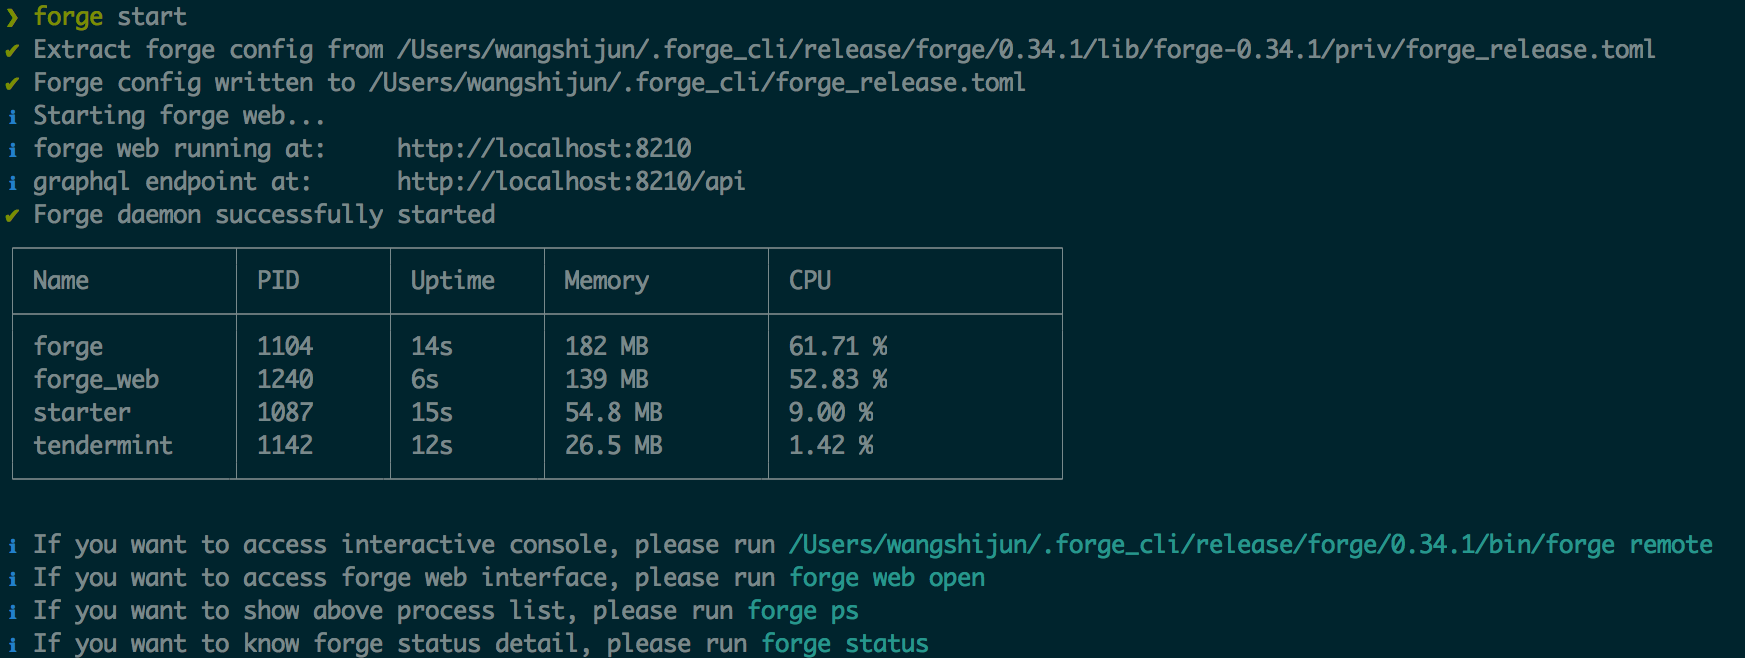 ❯ forge start
✔ Extract forge config from /Users/wangshijun/.forge_cli/release/forge/0.34.1/lib/forge-0.34.1/priv/forge_release.toml
✔ Forge config written to /Users/wangshijun/.forge_cli/forge_release.toml
ℹ Starting forge web...
ℹ forge web running at:     http://localhost:8210
ℹ graphql endpoint at:      http://localhost:8210/api
✔ Forge daemon successfully started
Name PID Uptime Memory CPU
forge 1104 14s 182 MB 61.71 %
forge_web 1240 6s 139 MB 52.83 %
starter 1087 15s 54.8 MB 9.00 %
tendermint 1142 12s 26.5 MB 1.42 %
ℹ If you want to access interactive console, please run /Users/wangshijun/.forge_cli/release/forge/0.34.1/bin/forge remote
ℹ If you want to access forge web interface, please run forge web open
ℹ If you want to show above process list, please run forge ps
ℹ If you want to know forge status detail, please run forge status